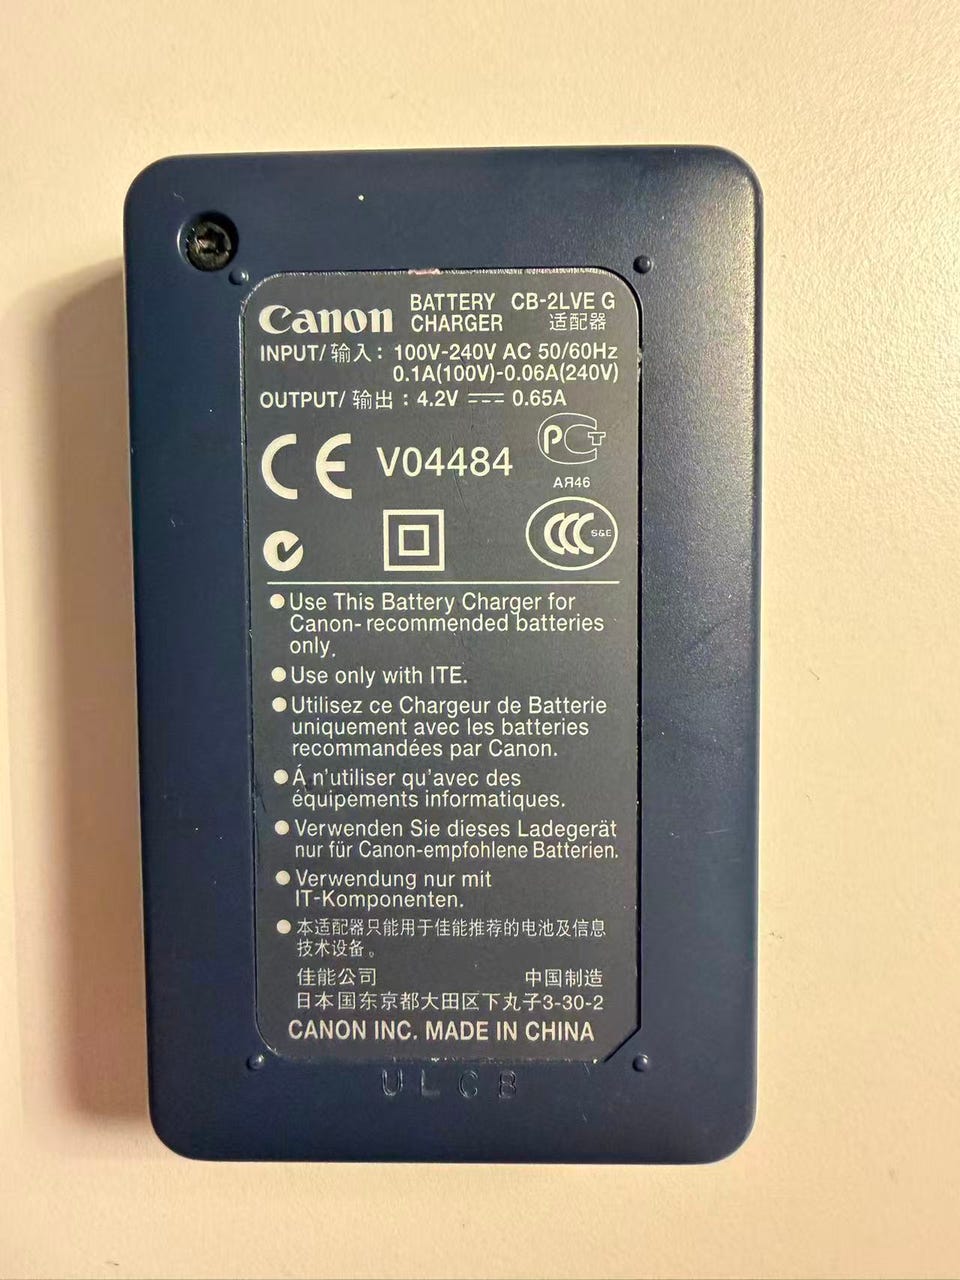 Canon BATTERY CHARGER CB-2LVE G 适配器
INPUT/输入: 100V-240V AC 50/60Hz
0.1A(100V)-0.06A(240V)
OUTPUT/输出: 4.2V ⎓ 0.65A
CE V04484 PCT
АЯ46
CCC S&E
●Use This Battery Charger for
Canon- recommended batteries
only.
●Use only with ITE.
●Utilisez ce Chargeur de Batterie
uniquement avec les batteries
recommandées par Canon.
●Á n'utiliser qu'avec des
équipements informatiques.
●Verwenden Sie dieses Ladegerät
nur für Canon-empfohlene Batterien.
●Verwendung nur mit
IT-Komponenten.
●本适配器只能用于佳能推荐的电池及信息
技术设备。
佳能公司 中国制造
日本国东京都大田区下丸子3-30-2
CANON INC. MADE IN CHINA
U L C B